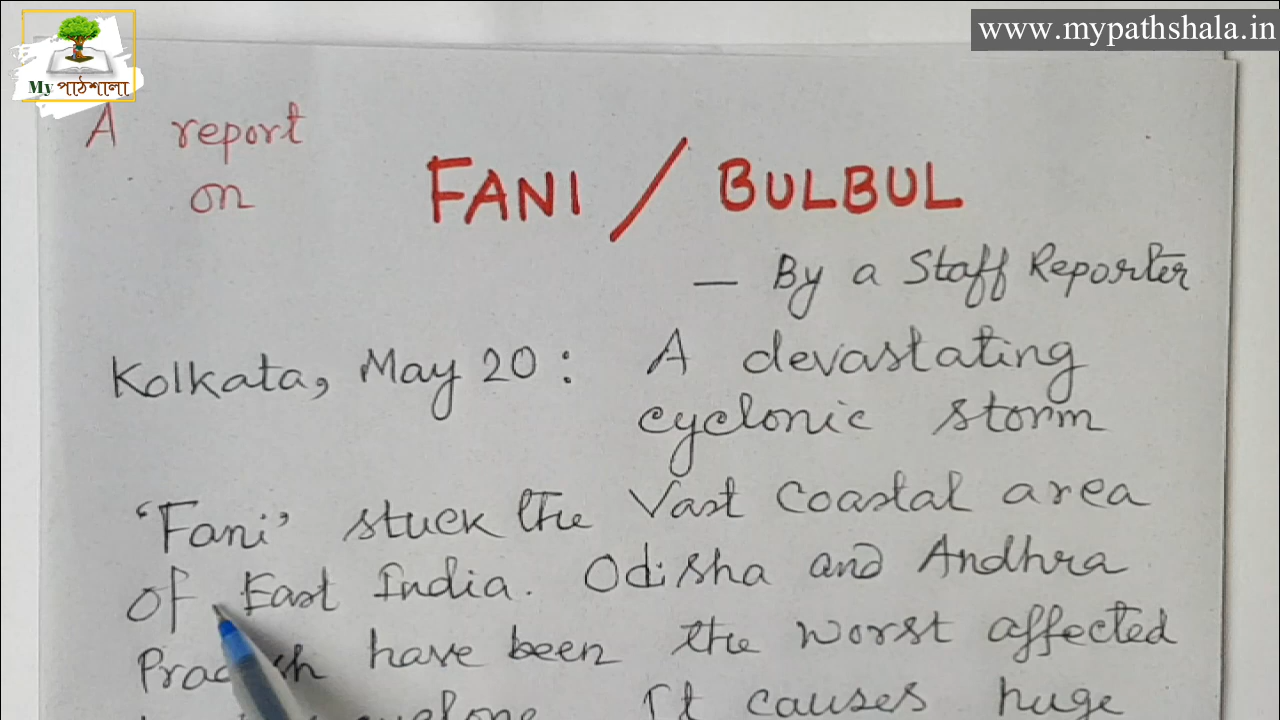 www.mypathshala.in
My পাঠশালা
A report
on
FANI / BULBUL
— By a Staff Reporter
Kolkata, May 20 : A devastating
cyclonic storm
‘Fani’ stuck the Vast coastal area
of East India. Odisha and Andhra
have been the worst affected
cyclone. It causes huge